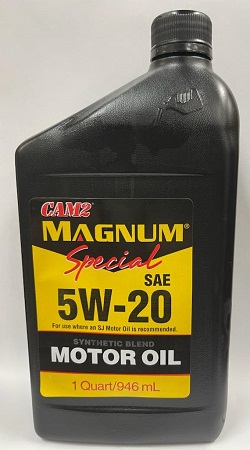 CAM2
MAGNUM®
Special
SAE
5W-20
For use where an SJ Motor Oil is recommended.
SYNTHETIC BLEND
MOTOR OIL
1 Quart/946 mL